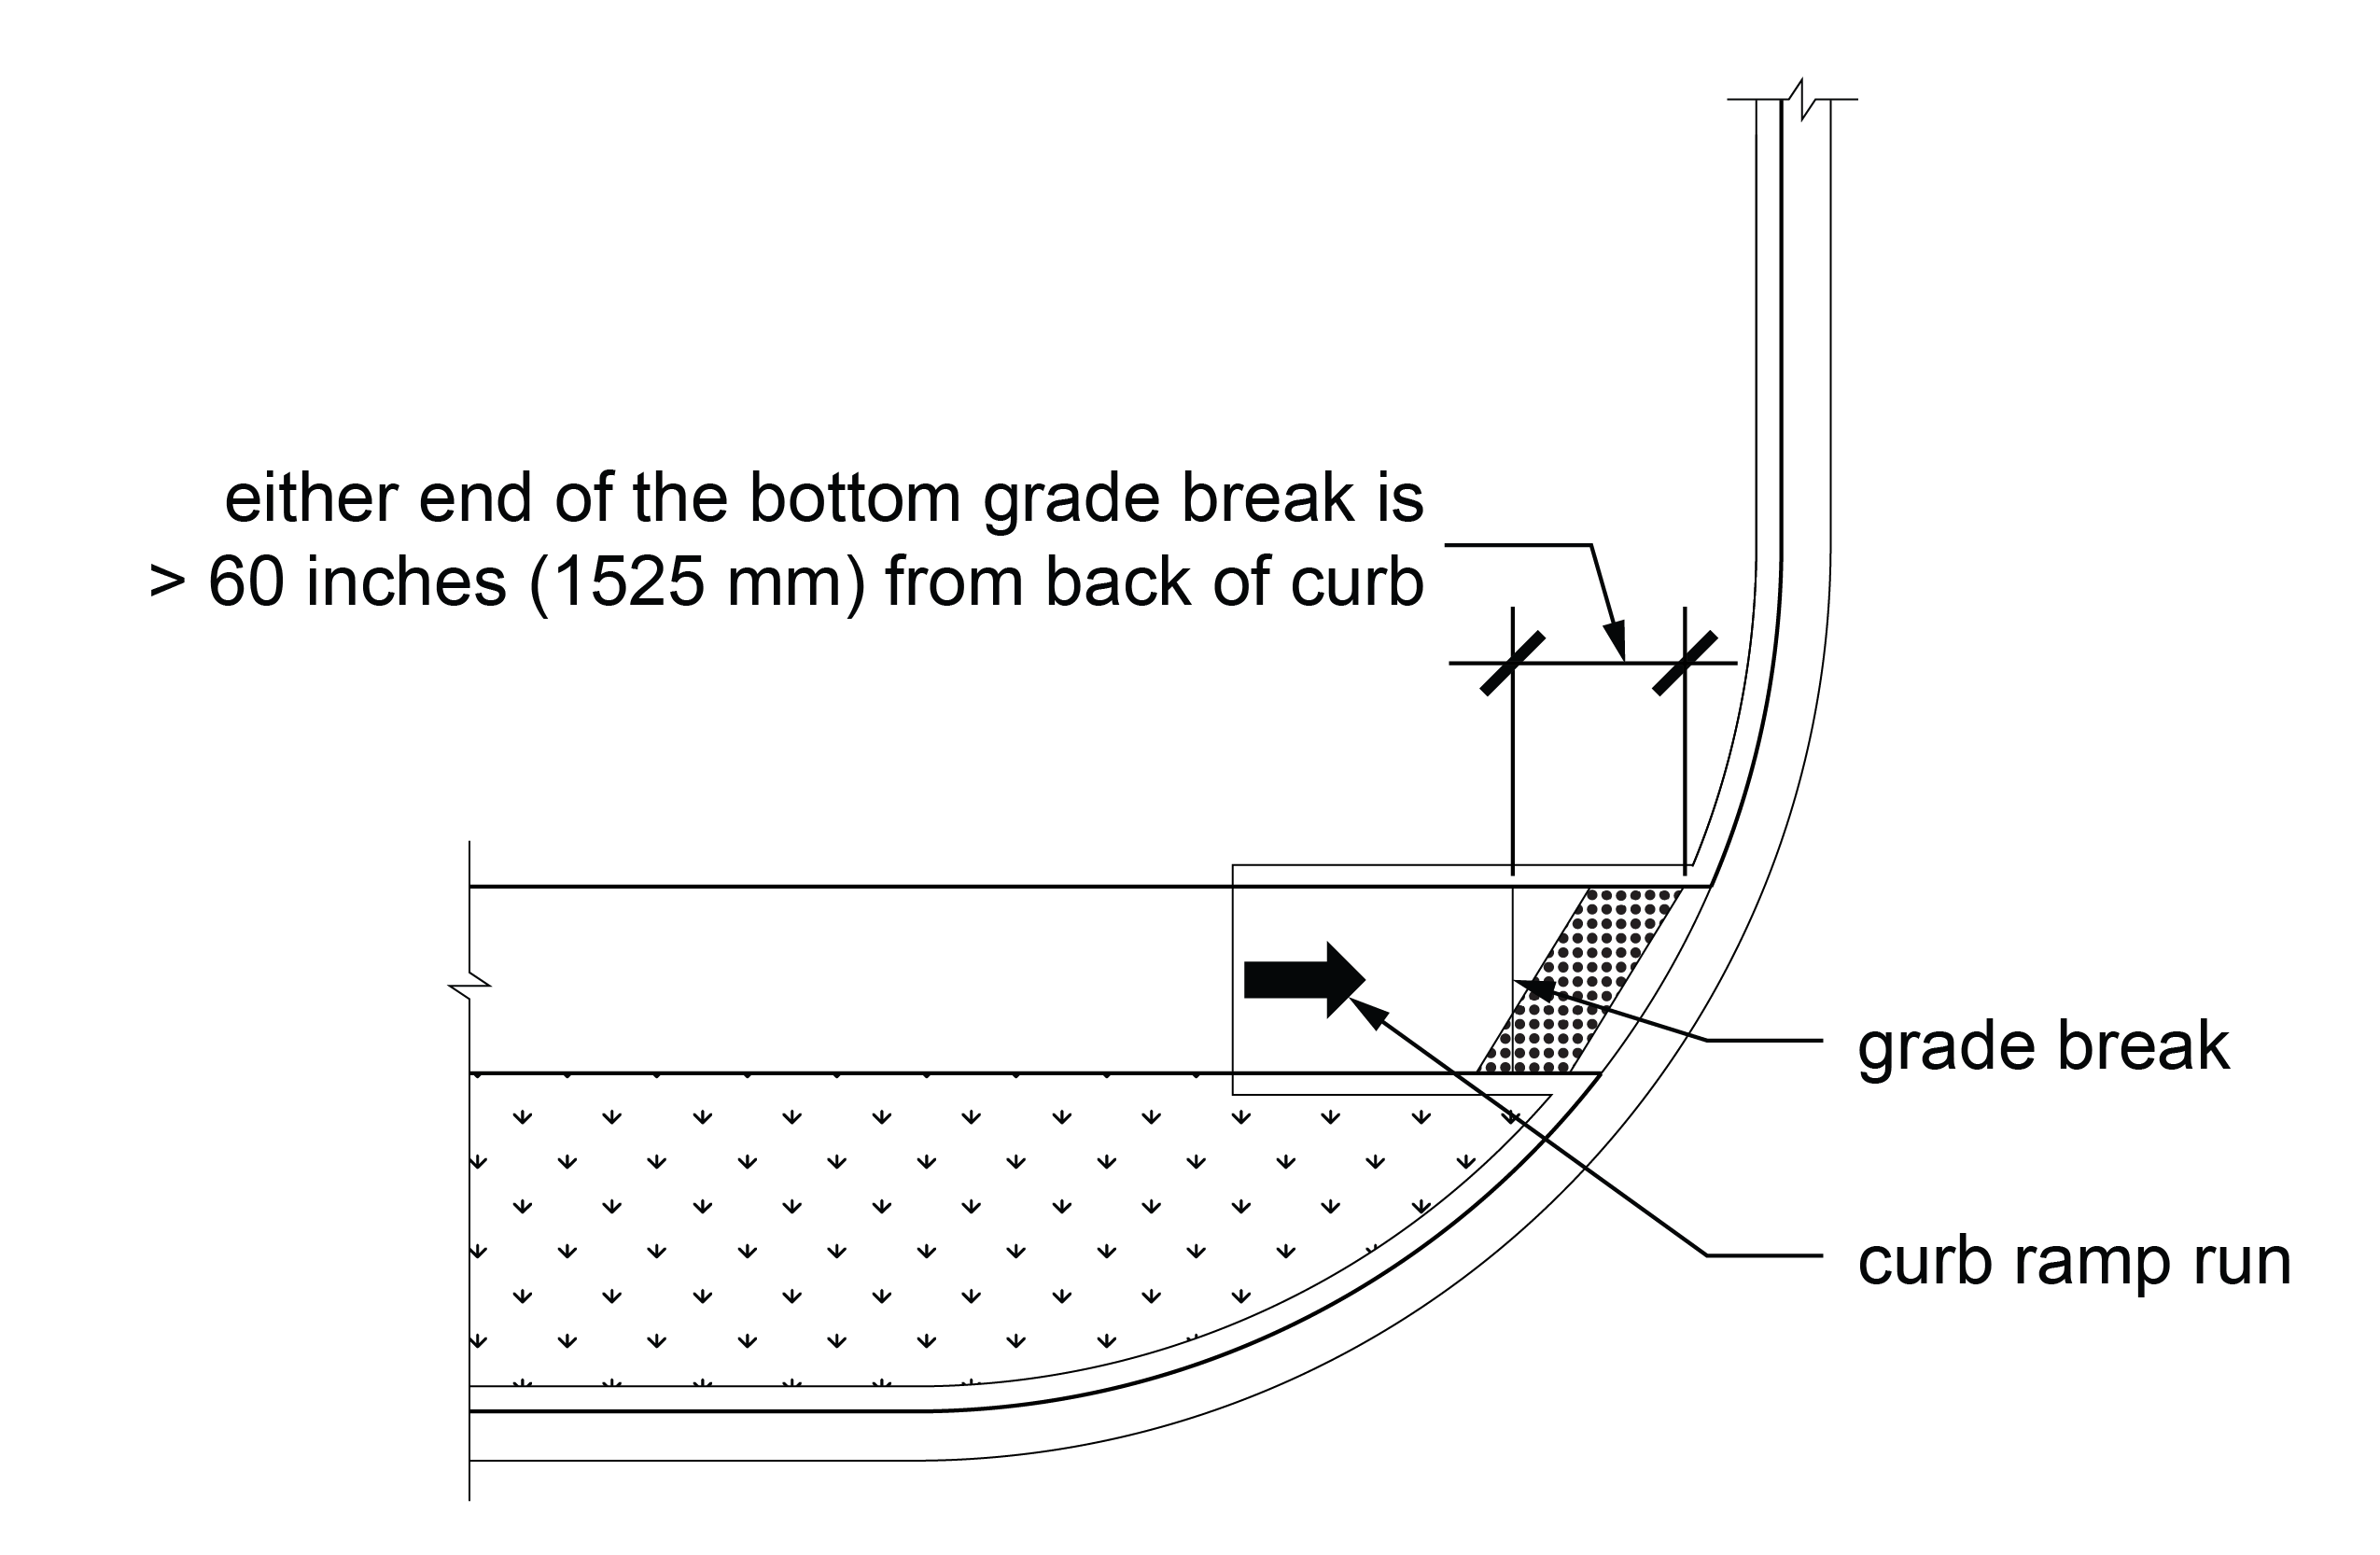 either end of the bottom grade break is
> 60 inches (1525 mm) from back of curb
grade break
curb ramp run